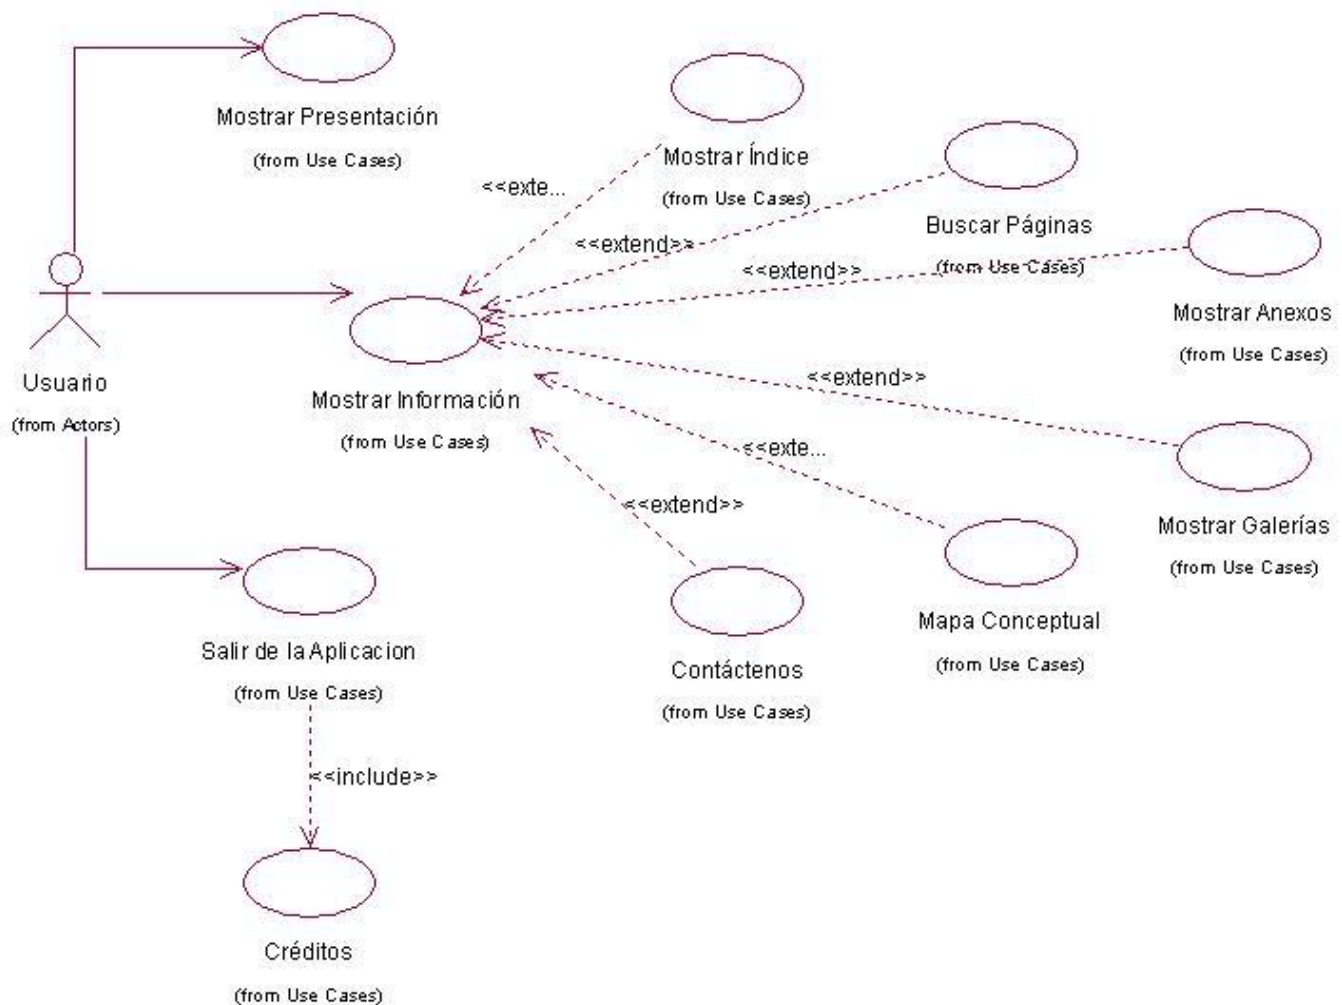 Mostrar Presentación
(from Use Cases)
Mostrar Índice
(from Use Cases)
<<exte...
Buscar Páginas
(from Use Cases)
<<extend>>
<<extend>>
Mostrar Anexos
(from Use Cases)
Usuario
(from Actors)
Mostrar Información
(from Use Cases)
<<extend>>
<<exte...
<<extend>>
Mostrar Galerías
(from Use Cases)
Mapa Conceptual
(from Use Cases)
Contáctenos
(from Use Cases)
Salir de la Aplicacion
(from Use Cases)
<<include>>
Créditos
(from Use Cases)